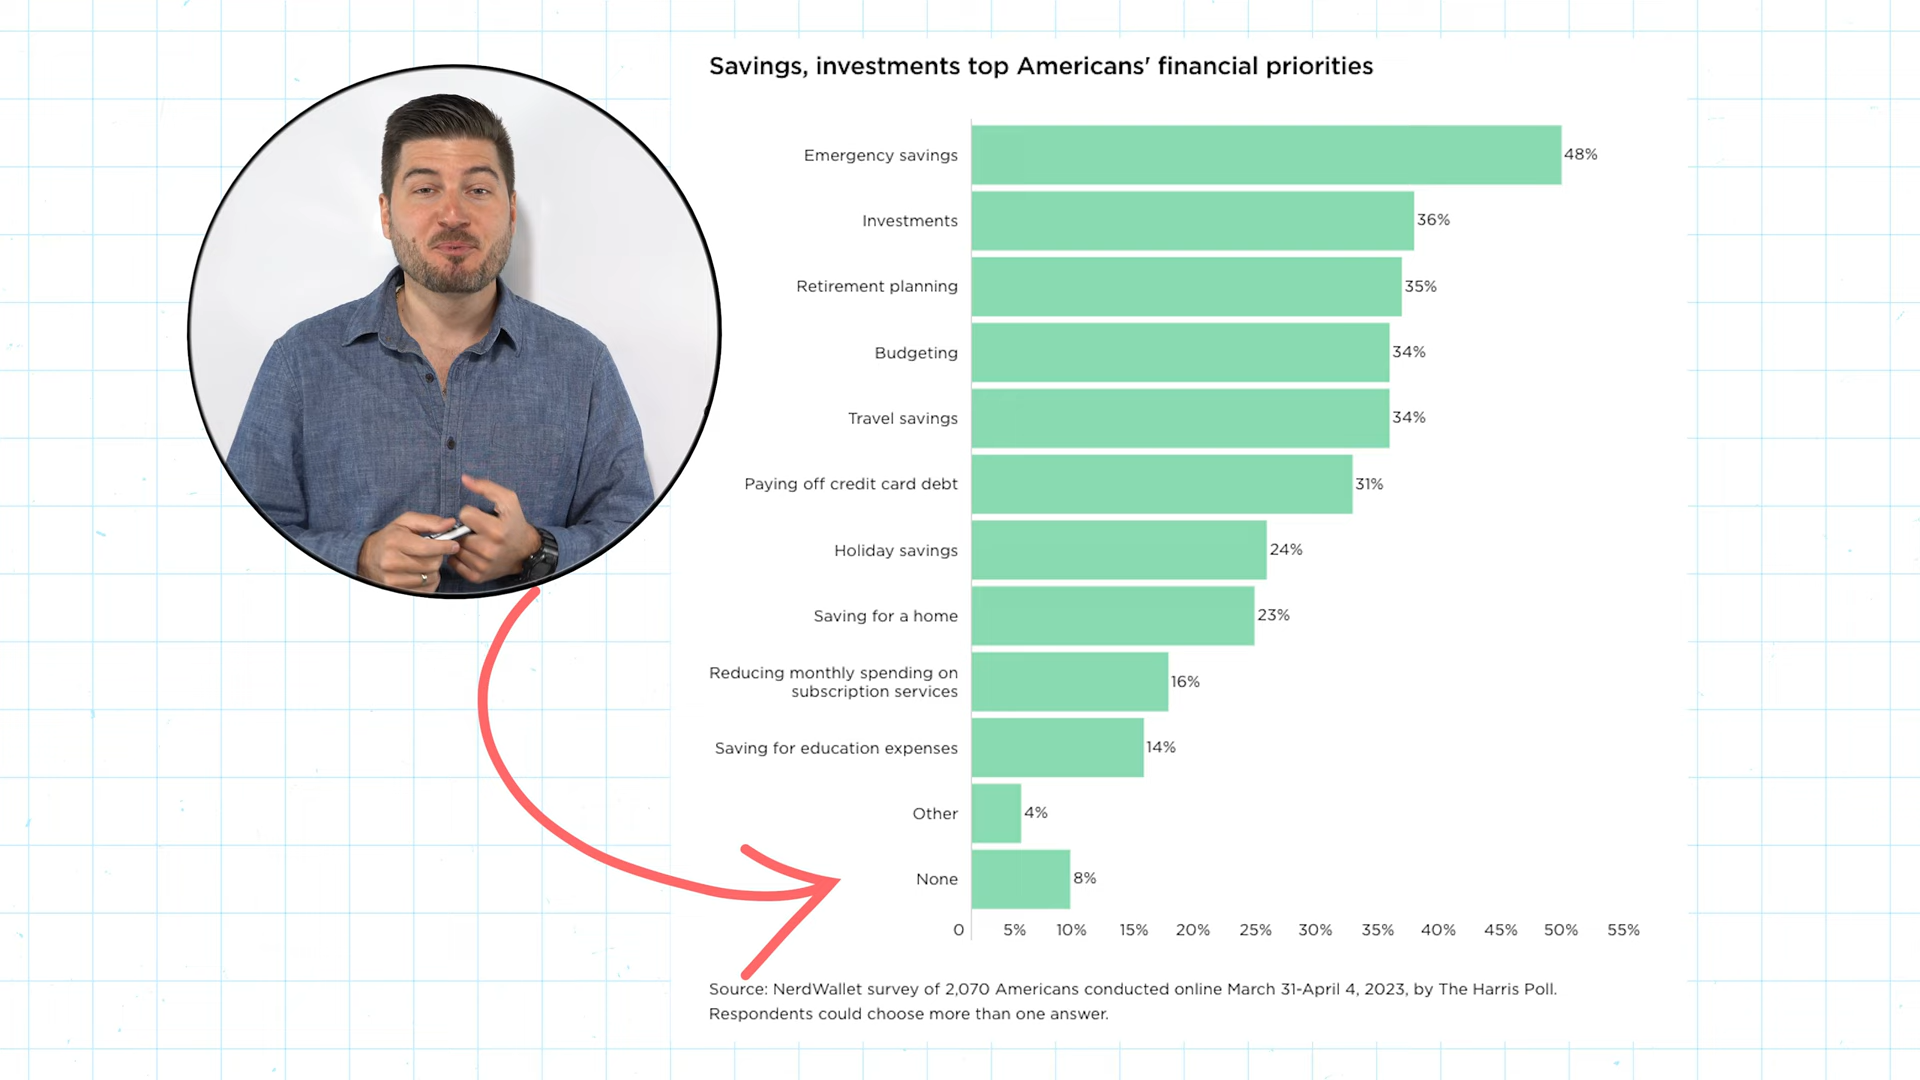 Savings, investments top Americans' financial priorities
Emergency savings 48%
Investments 36%
Retirement planning 35%
Budgeting 34%
Travel savings 34%
Paying off credit card debt 31%
Holiday savings 24%
Saving for a home 23%
Reducing monthly spending on
subscription services 16%
Saving for education expenses 14%
Other 4%
None 8%
0 5% 10% 15% 20% 25% 30% 35% 40% 45% 50% 55%
Source: NerdWallet survey of 2,070 Americans conducted online March 31-April 4, 2023, by The Harris Poll.
Respondents could choose more than one answer.